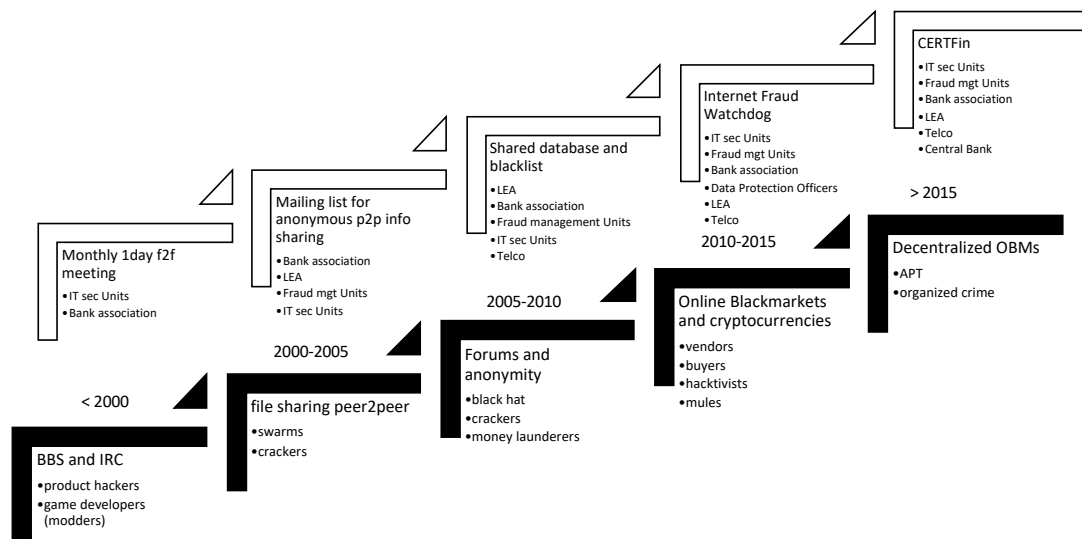 CERTFin
•IT sec Units
•Fraud mgt Units
•Bank association
•LEA
•Telco
•Central Bank
> 2015
Internet Fraud
Watchdog
•IT sec Units
•Fraud mgt Units
•Bank association
•Data Protection Officers
•LEA
•Telco
2010-2015
Shared database and
blacklist
•LEA
•Bank association
•Fraud management Units
•IT sec Units
•Telco
2005-2010
Mailing list for
anonymous p2p info
sharing
•Bank association
•LEA
•Fraud mgt Units
•IT sec Units
2000-2005
Monthly 1day f2f
meeting
•IT sec Units
•Bank association
< 2000
Decentralized OBMs
•APT
•organized crime
Online Blackmarkets
and cryptocurrencies
•vendors
•buyers
•hacktivists
•mules
Forums and
anonymity
•black hat
•crackers
•money launderers
file sharing peer2peer
•swarms
•crackers
BBS and IRC
•product hackers
•game developers
(modders)